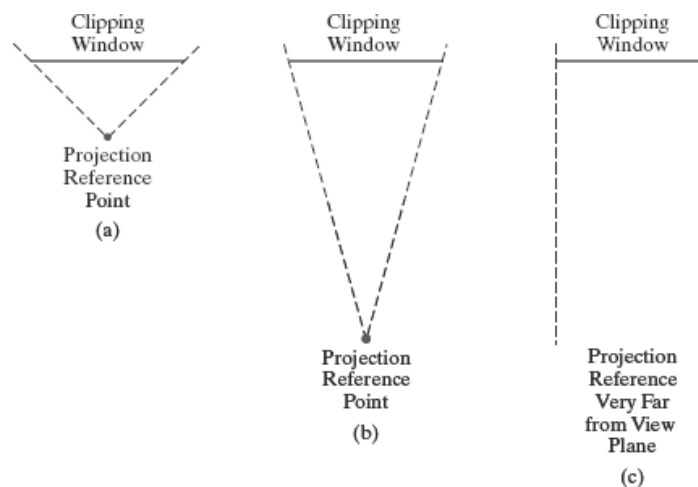 Clipping
Window
Projection
Reference
Point
(a)
Clipping
Window
Projection
Reference
Point
(b)
Clipping
Window
Projection
Reference
Very Far
from View
Plane
(c)